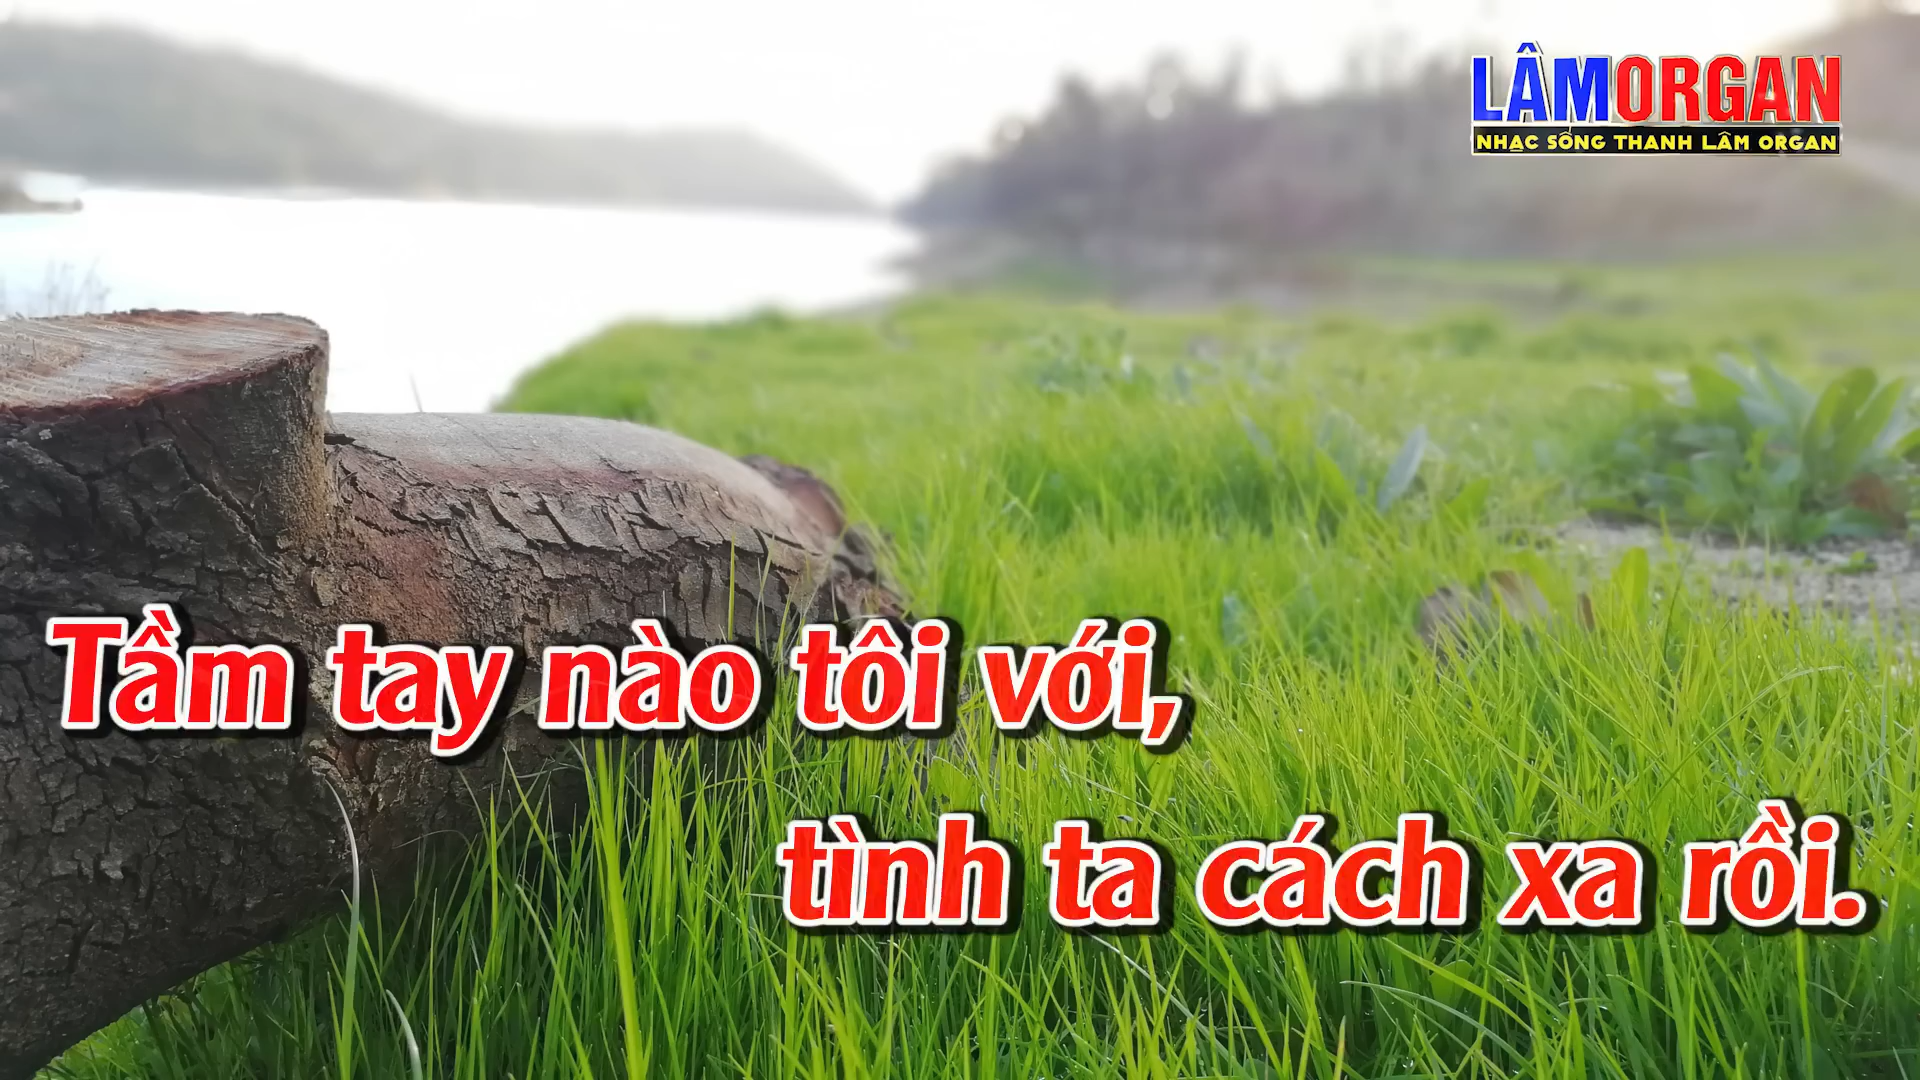 LÂMORGAN
NHẠC SỐNG THANH LÂM ORGAN
Tầm tay nào tôi với,
tình ta cách xa rồi.